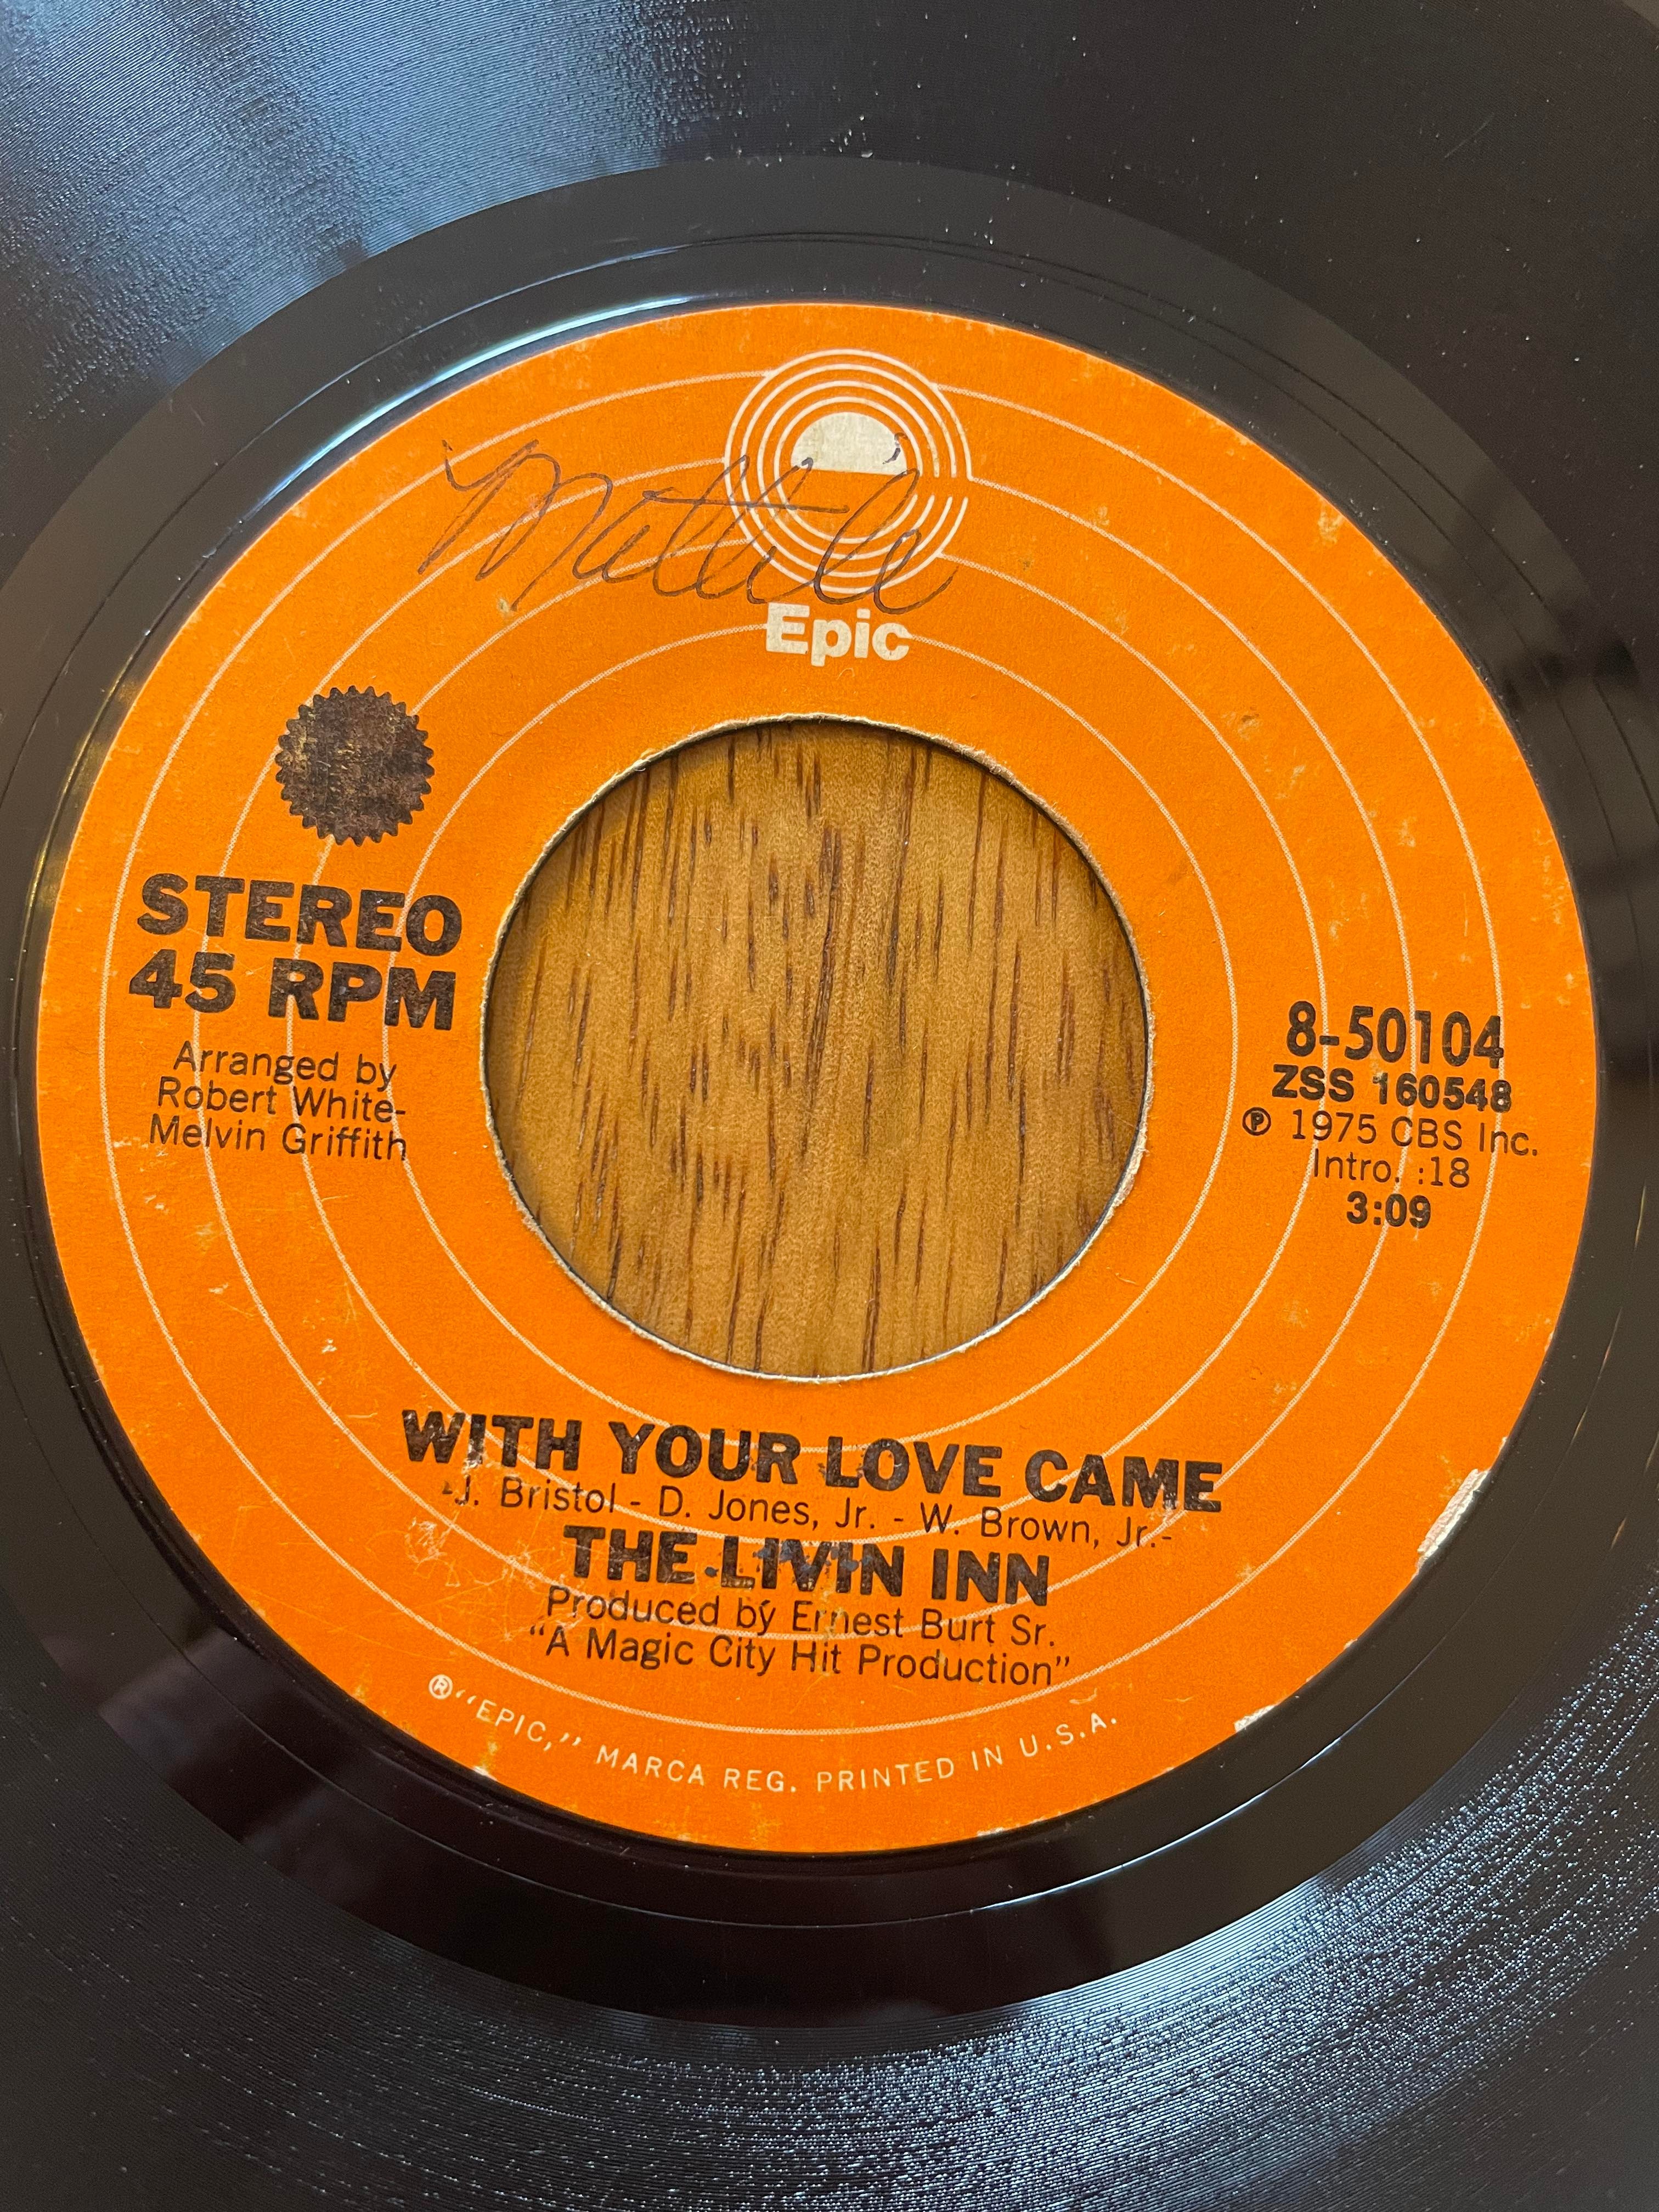 Mattie
Epic
STEREO
45 RPM
Arranged by
Robert White-
Melvin Griffith
8-50104
ZSS 160548
℗ 1975 CBS Inc.
Intro. :18
3:09
WITH YOUR LOVE CAME
-J. Bristol - D. Jones, Jr. - W. Brown, Jr.-
THE LIVIN INN
Produced by Ernest Burt Sr.
"A Magic City Hit Production"
® "EPIC," MARCA REG. PRINTED IN U.S.A.